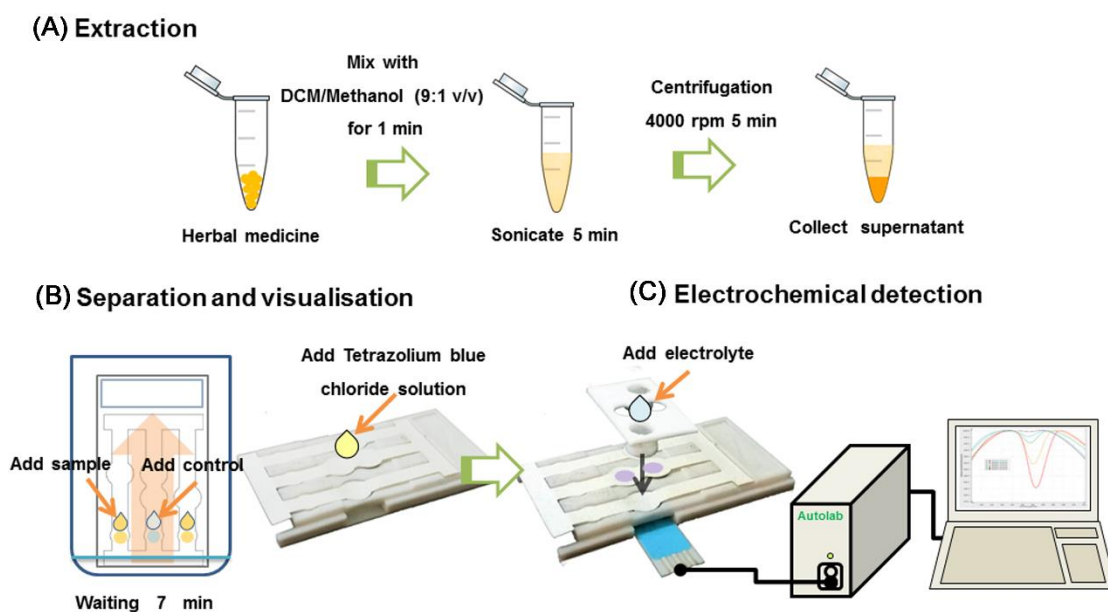 (A) Extraction
Mix with
DCM/Methanol (9:1 v/v)
for 1 min
Centrifugation
4000 rpm 5 min
Herbal medicine
Sonicate 5 min
Collect supernatant
(B) Separation and visualisation
Add sample
Add control
Waiting 7 min
Add Tetrazolium blue
chloride solution
(C) Electrochemical detection
Add electrolyte
Autolab